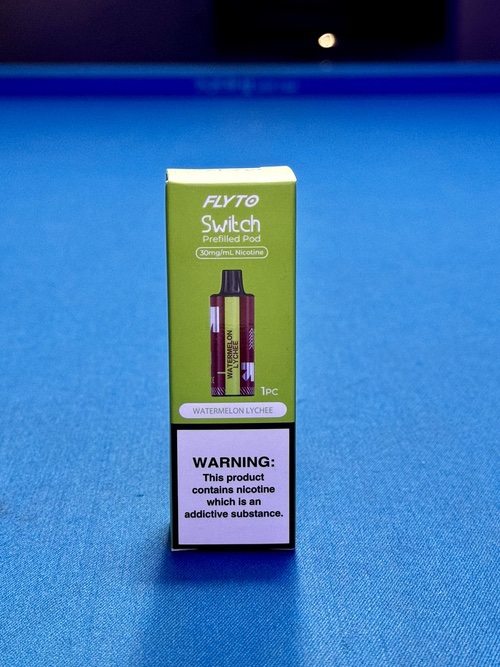 FLYTO
Switch
Prefilled Pod
30mg/mL Nicotine
WATERMELON
LYCHEE
1PC
WATERMELON LYCHEE
WARNING:
This product
contains nicotine
which is an
addictive substance.